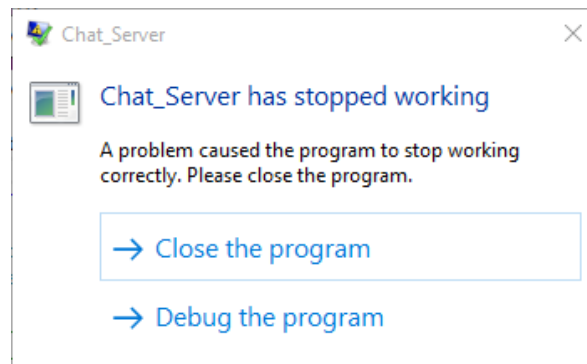 Chat_Server
Chat_Server has stopped working
A problem caused the program to stop working
correctly. Please close the program.
→ Close the program
→ Debug the program